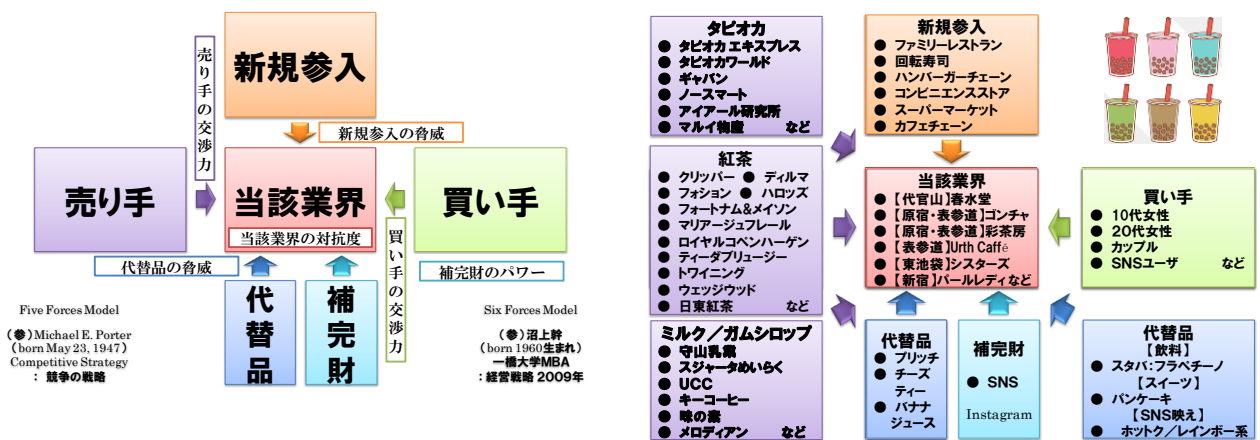 新規参入
売り手の交渉力
新規参入の脅威
売り手
当該業界
当該業界の対抗度
買い手
代替品の脅威
買い手の交渉力
補完財のパワー
代替品
補完財
Five Forces Model
(参)Michael E. Porter
(born May 23, 1947)
Competitive Strategy
:競争の戦略
Six Forces Model
(参)沼上幹
(born 1960生まれ)
一橋大学MBA
:経営戦略 2009年
タピオカ
● タピオカ エキスプレス
● タピオカワールド
● ギャバン
● ノースマート
● アイアール研究所
● マルイ物産 など
新規参入
● ファミリーレストラン
● 回転寿司
● ハンバーガーチェーン
● コンビニエンスストア
● スーパーマーケット
● カフェチェーン
紅茶
● クリッパー ● ディルマ
● フォション ● ハロッズ
● フォートナム&メイソン
● マリアージュフレール
● ロイヤルコペンハーゲン
● ティーダブリュージー
● トワイニング
● ウェッジウッド
● 日東紅茶 など
当該業界
● 【代官山】春水堂
● 【原宿・表参道】ゴンチャ
● 【原宿・表参道】彩茶房
● 【表参道】Urth Caffé
● 【東池袋】シスターズ
● 【新宿】パールレディなど
買い手
● 10代女性
● 20代女性
● カップル
● SNSユーザ など
ミルク/ガムシロップ
● 守山乳業
● スジャータめいらく
● UCC
● キーコーヒー
● 味の素
● メロディアン など
代替品
● ブリッチ
● チーズ
ティー
● バナナ
ジュース
補完財
● SNS
Instagram
代替品
【飲料】
● スタバ:フラペチーノ
【スイーツ】
● パンケーキ
【SNS映え】
● ホットク/レインボー系